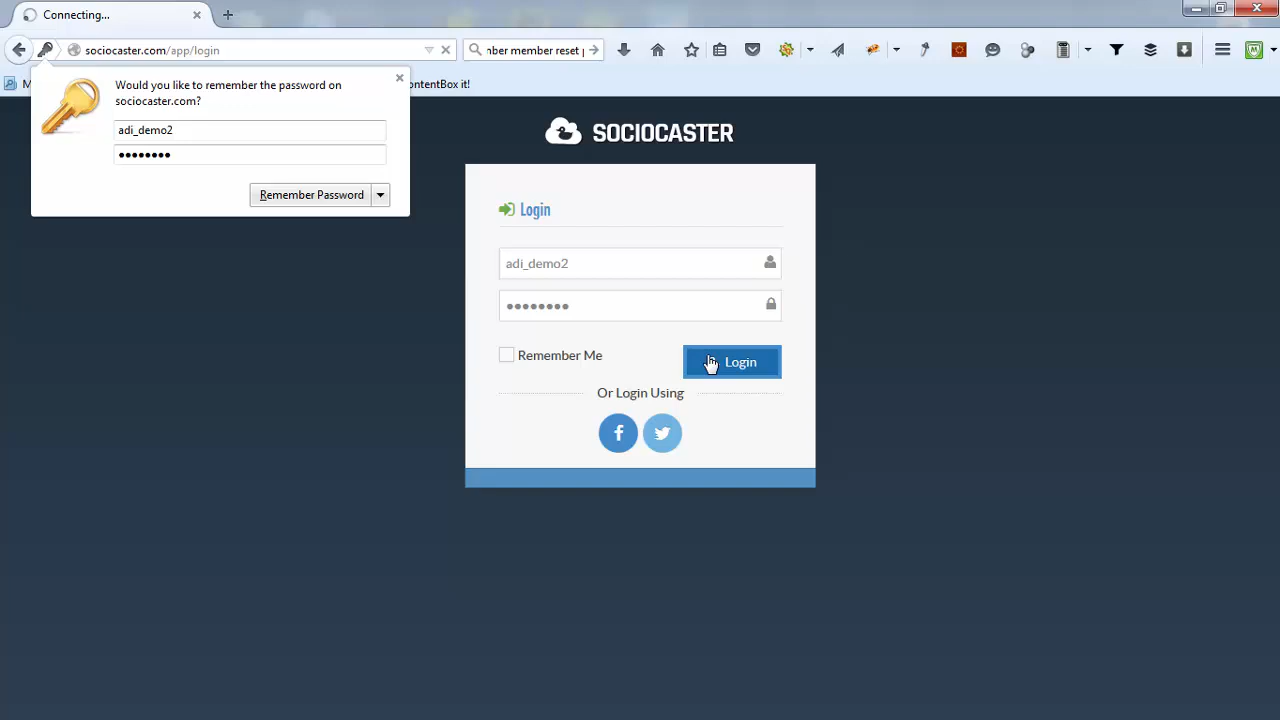 Connecting...
sociocaster.com/app/login
ber member reset p
M
ontentBox it!
Would you like to remember the password on
sociocaster.com?
adi_demo2
Remember Password
SOCIOCASTER
Login
adi_demo2
Remember Me
Login
Or Login Using